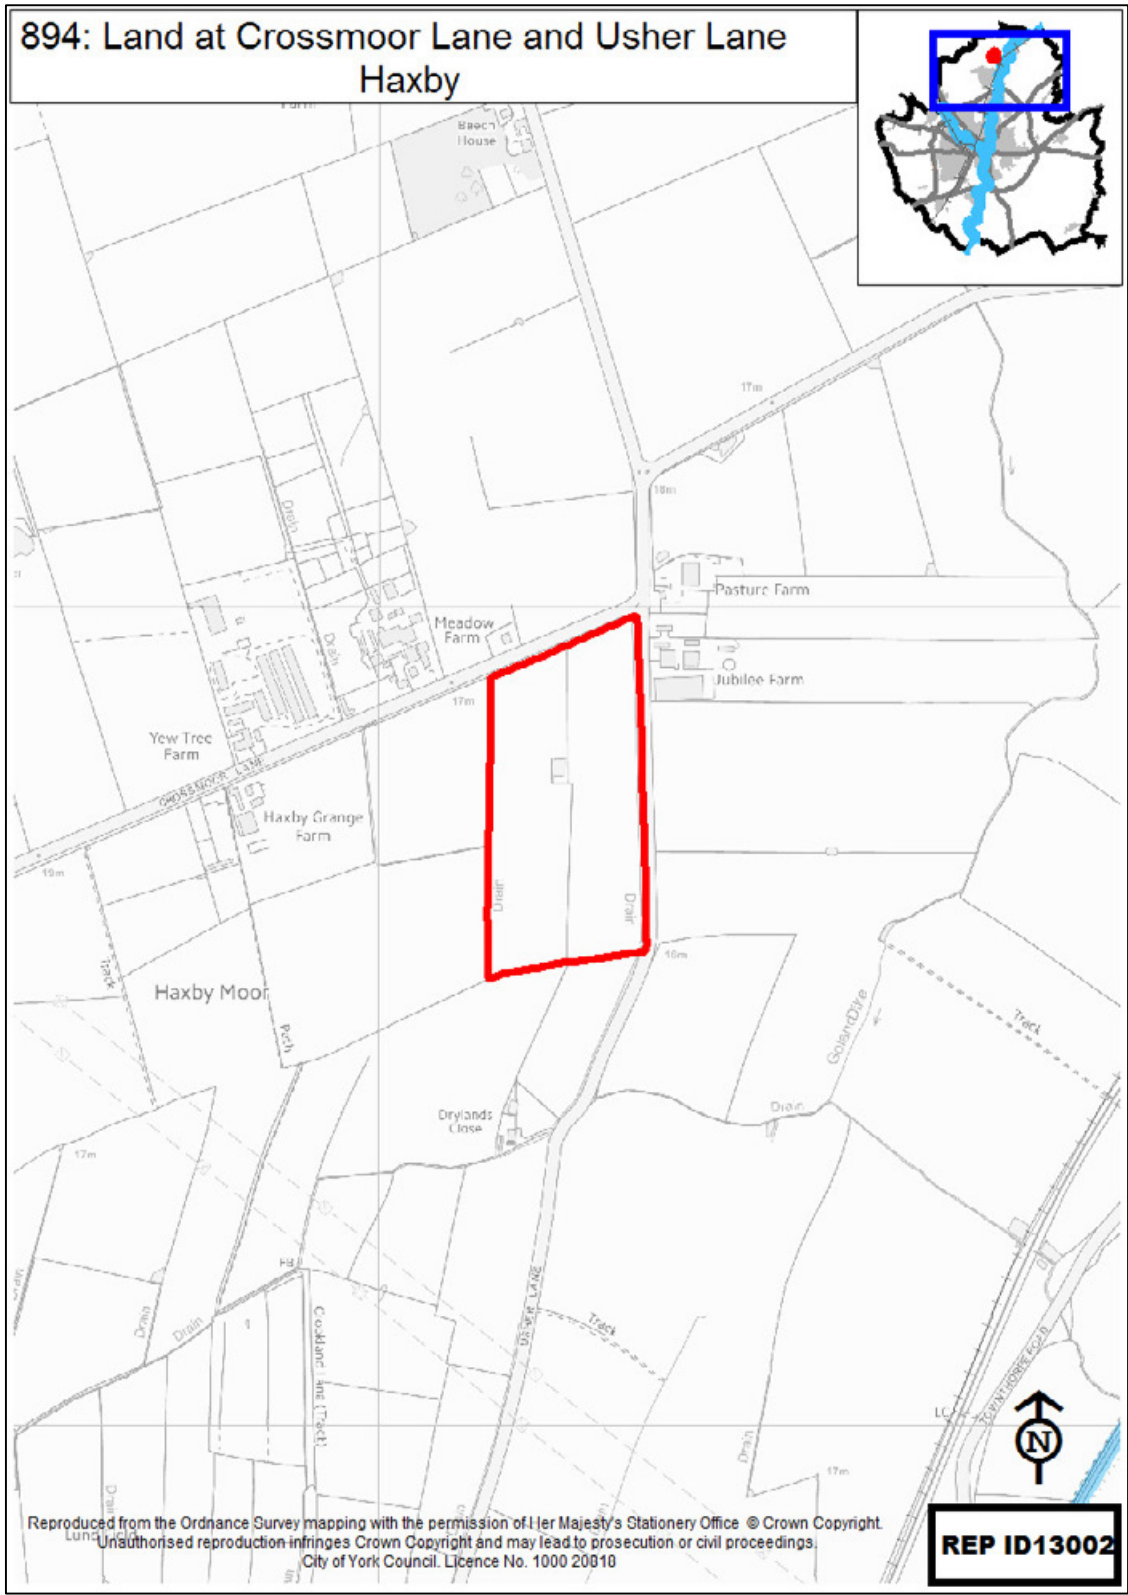 894: Land at Crossmoor Lane and Usher Lane
Haxby
Beech
House
17m
18m
Drain
Pasture Farm
Meadow
Farm
Drain
Jubilee Farm
17m
Yew Tree
Farm
CROSSMOOR LANE
Haxby Grange
Farm
19m
Drain
Drain
16m
Track
Haxby Moor
Track
Path
Drylands
Close
Drain
17m
FB
Drain
Drain
USHER LANE
Track
LC
Drain
17m
Drain
N
Reproduced from the Ordnance Survey mapping with the permission of Her Majesty's Stationery Office © Crown Copyright.
Unauthorised reproduction infringes Crown Copyright and may lead to prosecution or civil proceedings.
City of York Council. Licence No. 1000 20818
REP ID13002